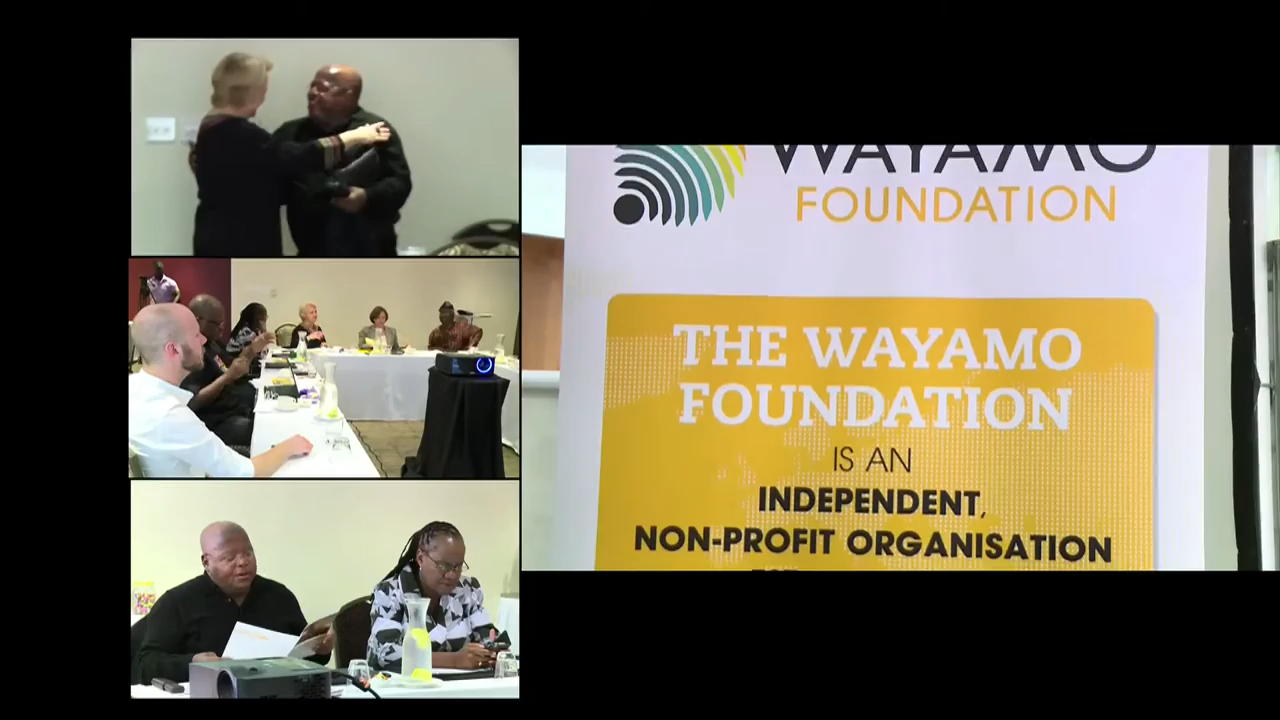 WAYAMO
FOUNDATION
THE WAYAMO
FOUNDATION
IS AN
INDEPENDENT,
NON-PROFIT ORGANISATION